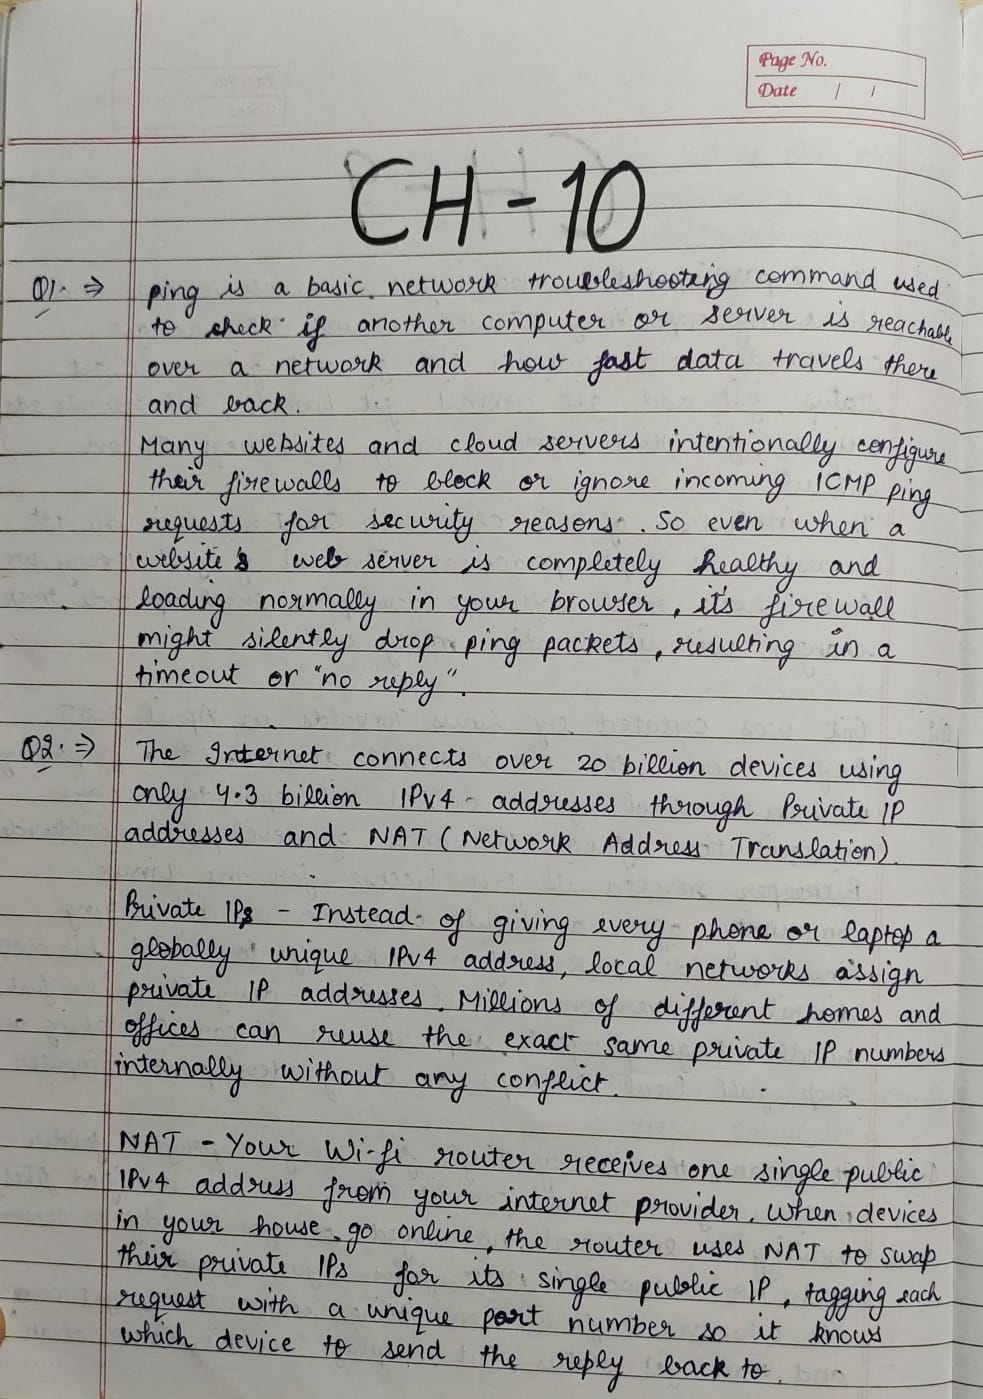 Page No.
Date / /
CH-10
Q1. ⇒ ping is a basic network troubleshooting command used
to check if another computer or server is reachable
over a network and how fast data travels there
and back.
Many websites and cloud servers intentionally configure
their firewalls to block or ignore incoming ICMP ping
requests for security reasons. So even when a
website's web server is completely healthy and
loading normally in your browser, it's firewall
might silently drop ping packets, resulting in a
timeout or "no reply".
Q2. ⇒ The Internet connects over 20 billion devices using
only 4.3 billion IPv4 addresses through Private IP
addresses and NAT (Network Address Translation).
Private IPs - Instead of giving every phone or laptop a
globally unique IPv4 address, local networks assign
private IP addresses. Millions of different homes and
offices can reuse the exact same private IP numbers
internally without any conflict.
NAT - Your Wi-fi router receives one single public
IPv4 address from your internet provider. When devices
in your house go online, the router uses NAT to swap
their private IPs for its single public IP, tagging each
request with a unique port number so it knows
which device to send the reply back to.